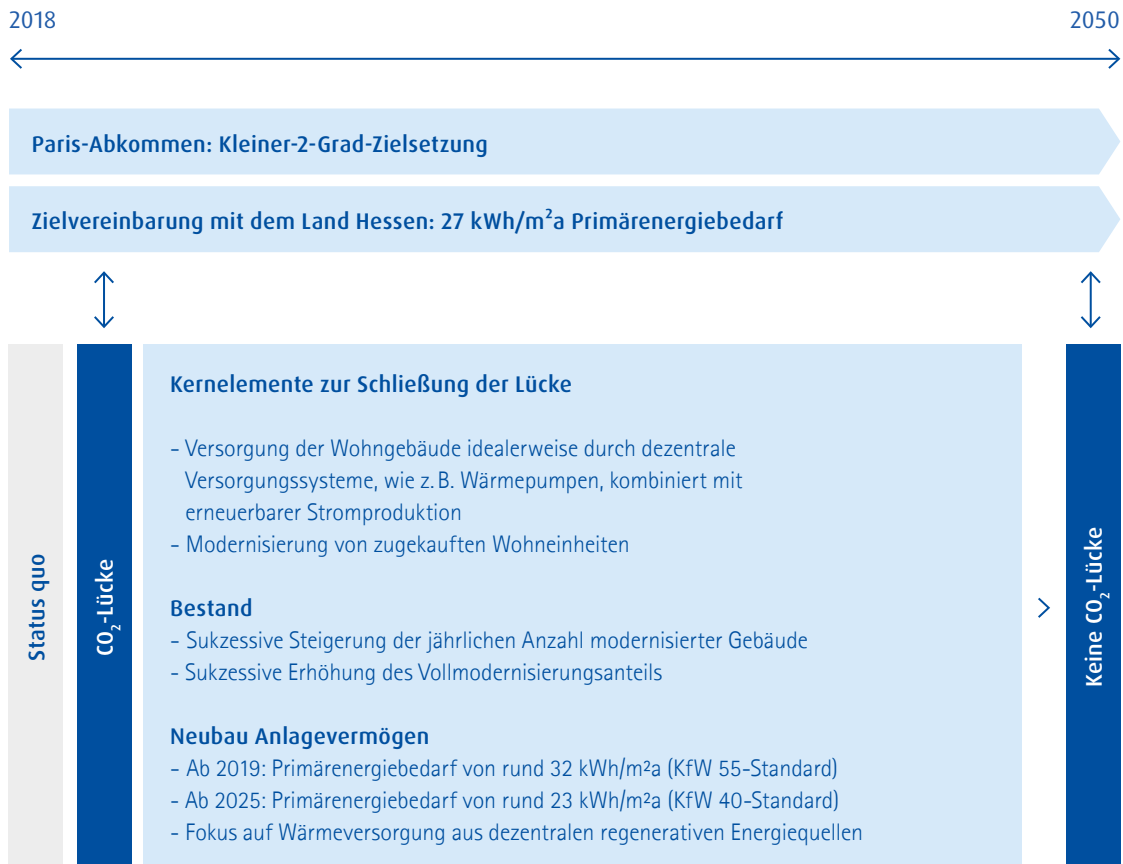 2018
2050
Paris-Abkommen: Kleiner-2-Grad-Zielsetzung
Zielvereinbarung mit dem Land Hessen: 27 kWh/m²a Primärenergiebedarf
Status quo
CO₂-Lücke
Kernelemente zur Schließung der Lücke
- Versorgung der Wohngebäude idealerweise durch dezentrale
Versorgungssysteme, wie z. B. Wärmepumpen, kombiniert mit
erneuerbarer Stromproduktion
- Modernisierung von zugekauften Wohneinheiten
Bestand
- Sukzessive Steigerung der jährlichen Anzahl modernisierter Gebäude
- Sukzessive Erhöhung des Vollmodernisierungsanteils
Neubau Anlagevermögen
- Ab 2019: Primärenergiebedarf von rund 32 kWh/m²a (KfW 55-Standard)
- Ab 2025: Primärenergiebedarf von rund 23 kWh/m²a (KfW 40-Standard)
- Fokus auf Wärmeversorgung aus dezentralen regenerativen Energiequellen
>
Keine CO₂-Lücke